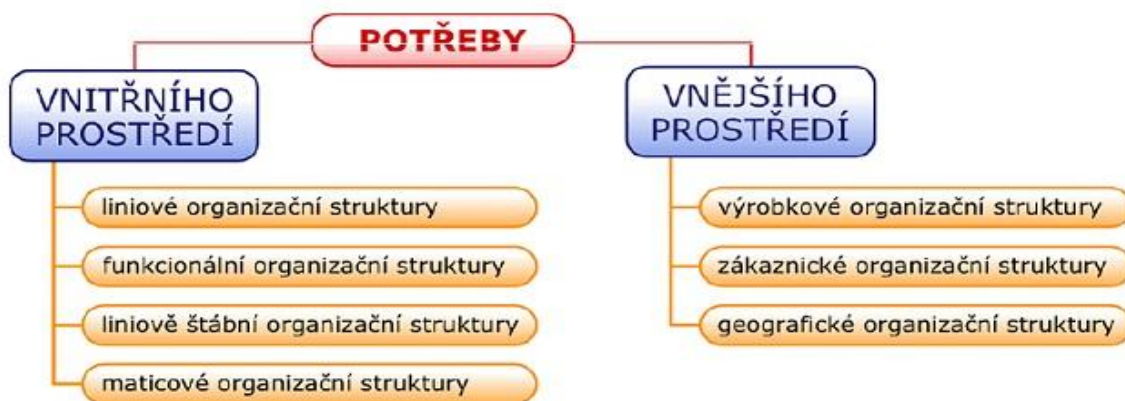 POTŘEBY
VNITŘNÍHO
PROSTŘEDÍ
liniové organizační struktury
funkcionální organizační struktury
liniově štábní organizační struktury
maticové organizační struktury
VNĚJŠÍHO
PROSTŘEDÍ
výrobkové organizační struktury
zákaznické organizační struktury
geografické organizační struktury